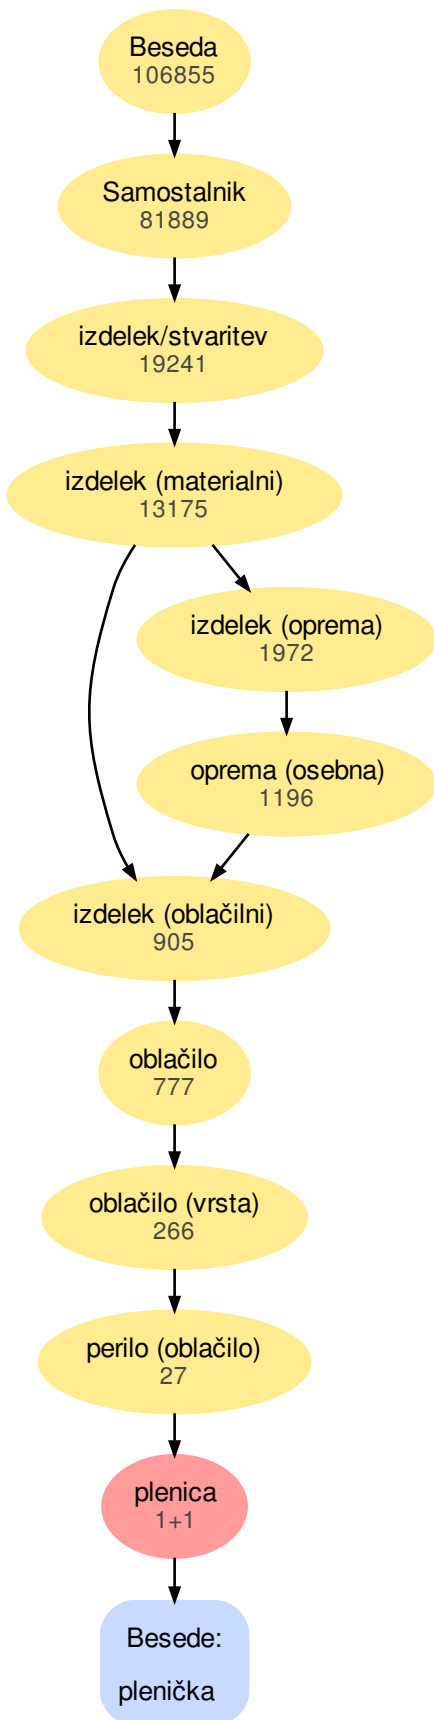 Beseda
106855
Samostalnik
81889
izdelek/stvaritev
19241
izdelek (materialni)
13175
izdelek (oprema)
1972
oprema (osebna)
1196
izdelek (oblačilni)
905
oblačilo
777
oblačilo (vrsta)
266
perilo (oblačilo)
27
plenica
1+1
Besede:
plenička